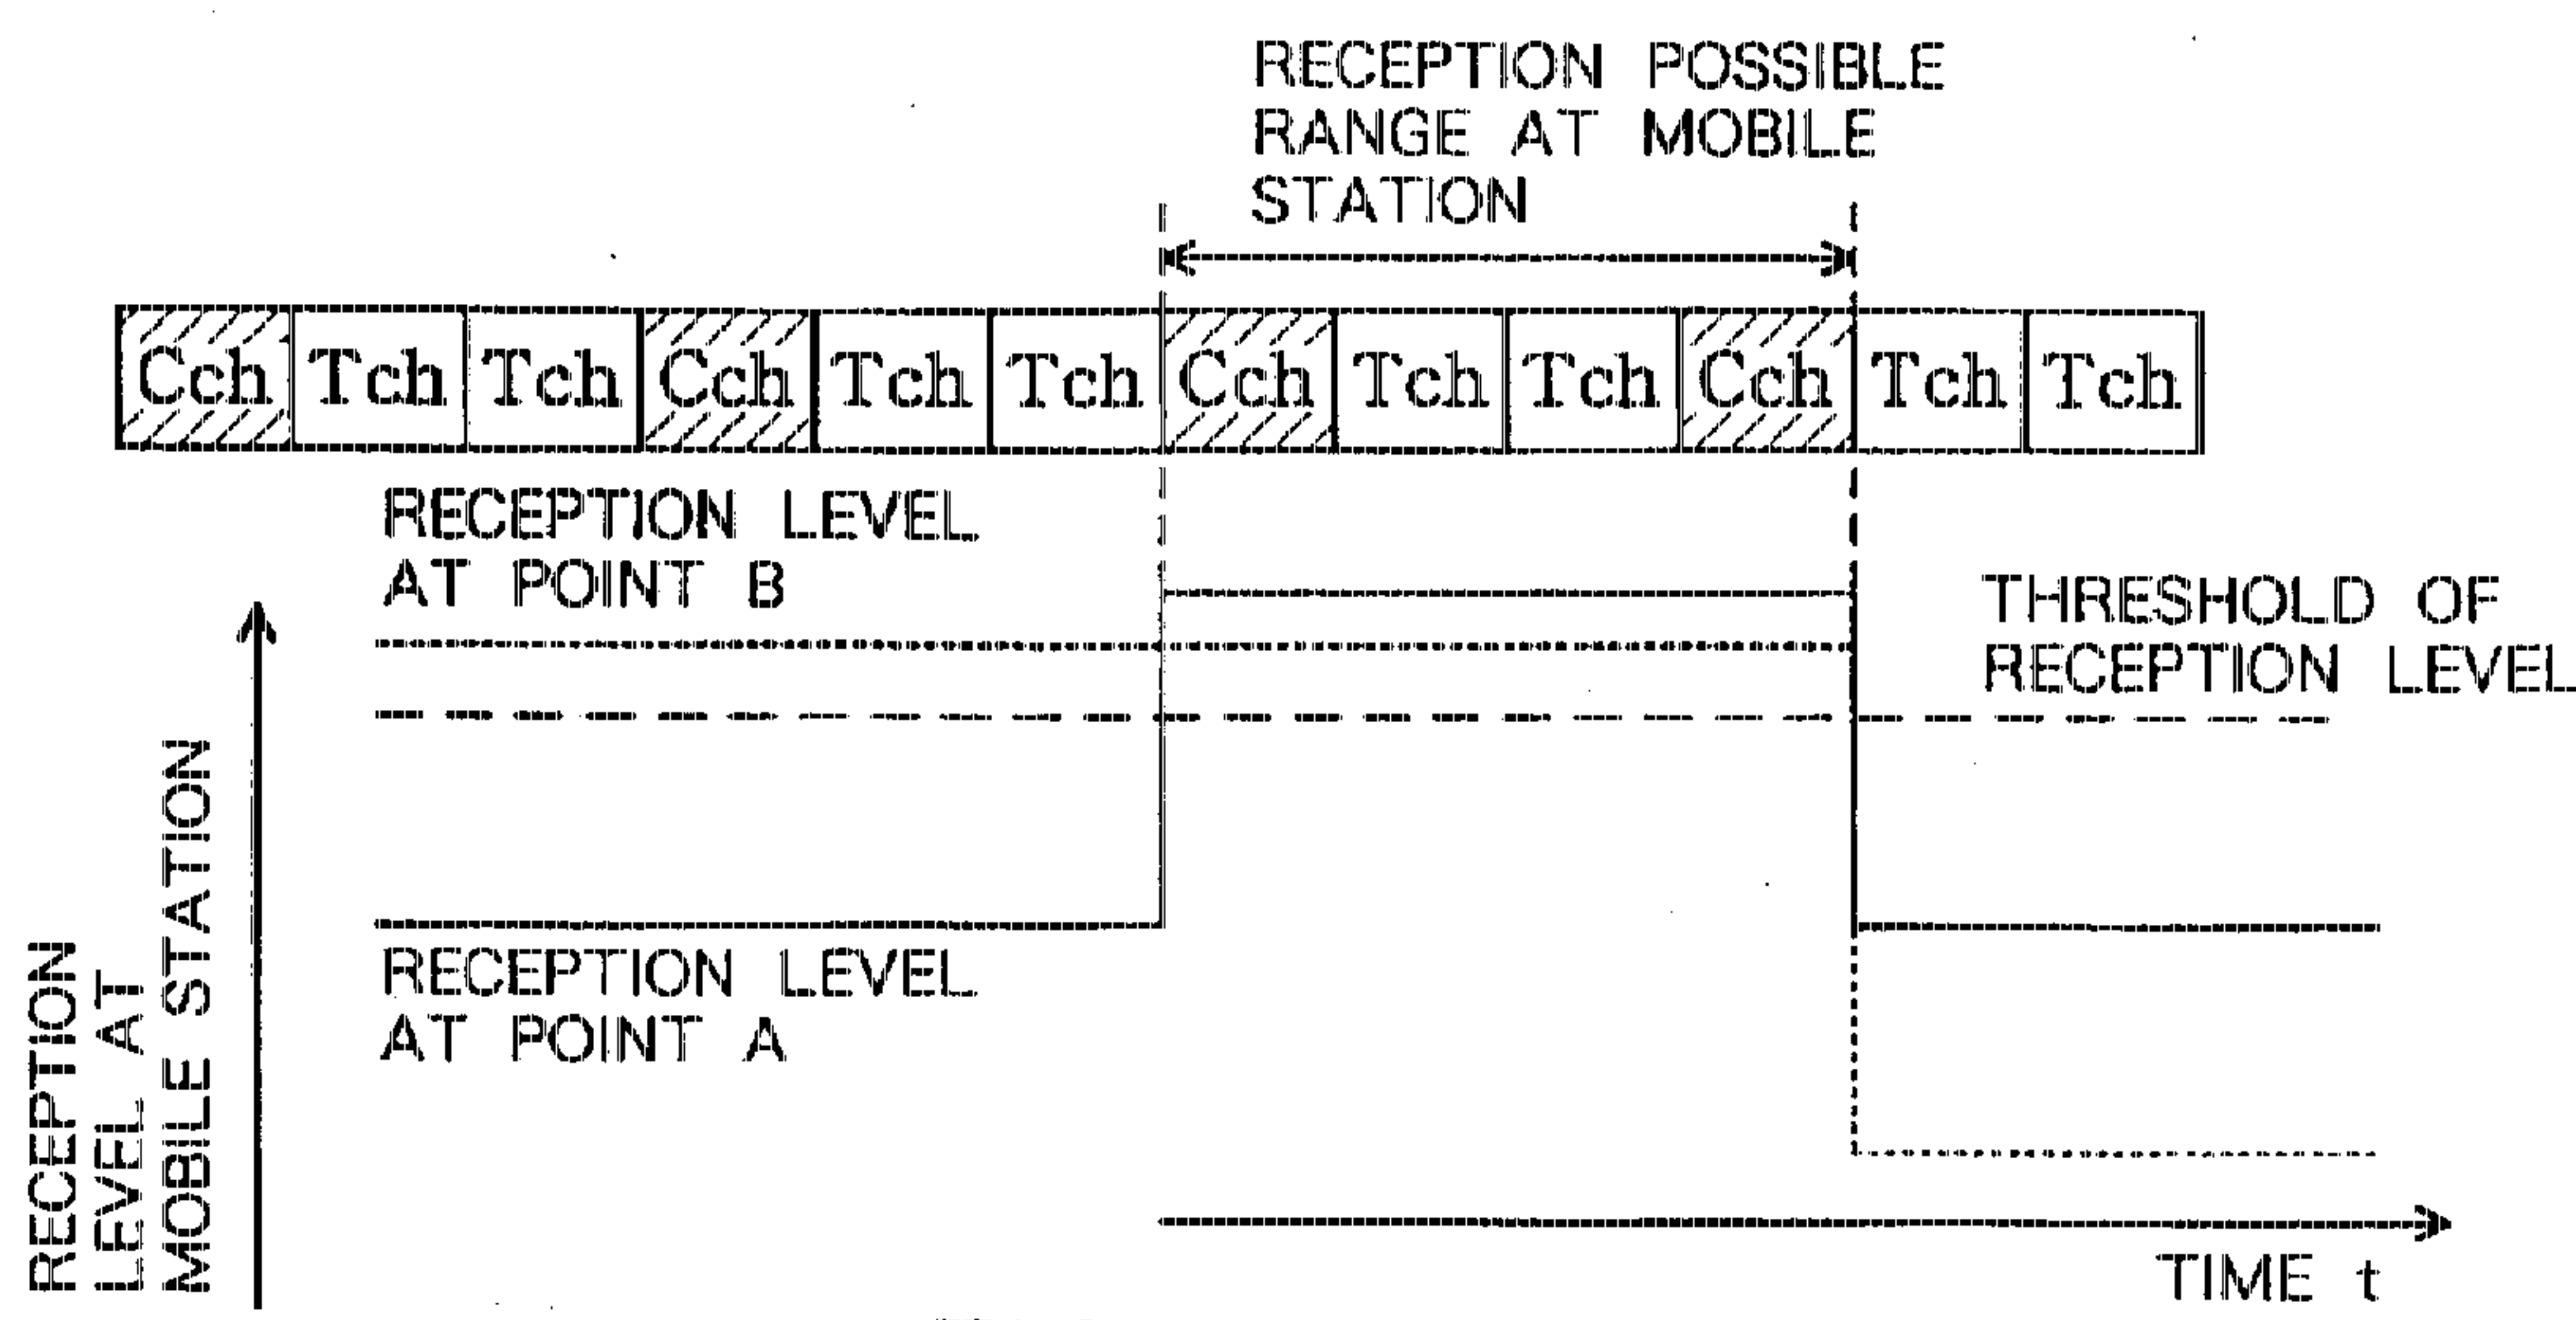 RECEPTION POSSIBLE
RANGE AT MOBILE
STATION
Cch Tch Tch Cch Tch Tch Cch Tch Tch Cch Tch Tch
RECEPTION LEVEL
AT POINT B
THRESHOLD OF
RECEPTION LEVEL
RECEPTION LEVEL
AT POINT A
RECEPTION
LEVEL AT
MOBILE STATION
TIME t